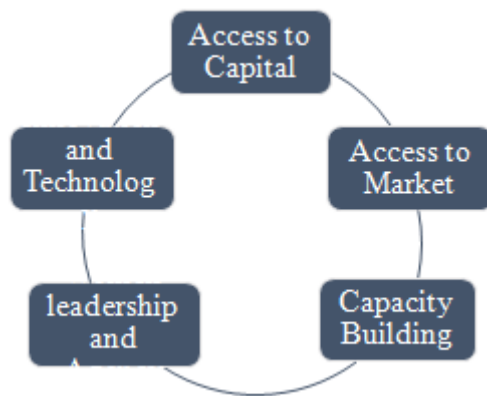 Access to
Capital
Access to
Market
Capacity
Building
leadership
and
and
Technolog